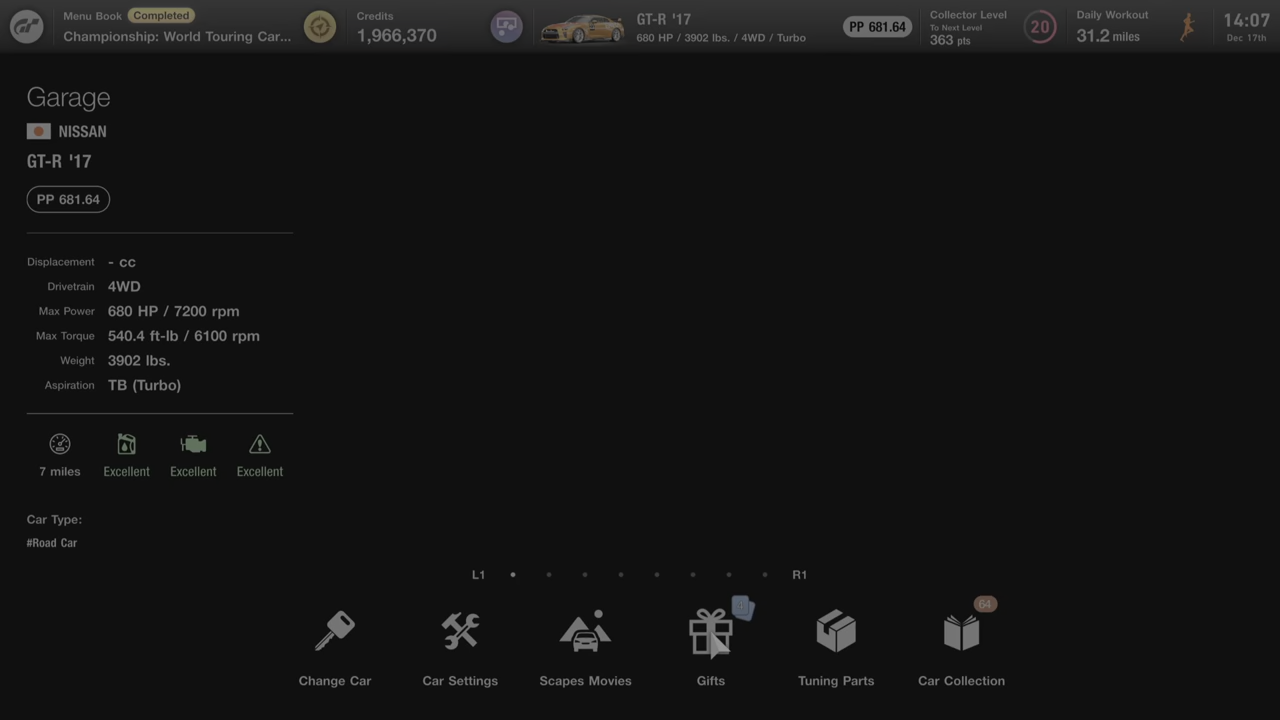 Menu Book Completed
Championship: World Touring Car...
Credits
1,966,370
GT-R '17
680 HP / 3902 lbs. / 4WD / Turbo
PP 681.64
Collector Level
To Next Level
363 pts
20
Daily Workout
31.2 miles
14:07
Dec 17th
Garage
NISSAN
GT-R '17
PP 681.64
Displacement - cc
Drivetrain 4WD
Max Power 680 HP / 7200 rpm
Max Torque 540.4 ft-lb / 6100 rpm
Weight 3902 lbs.
Aspiration TB (Turbo)
7 miles Excellent Excellent Excellent
Car Type:
#Road Car
L1 R1
1
64
Change Car Car Settings Scapes Movies Gifts Tuning Parts Car Collection